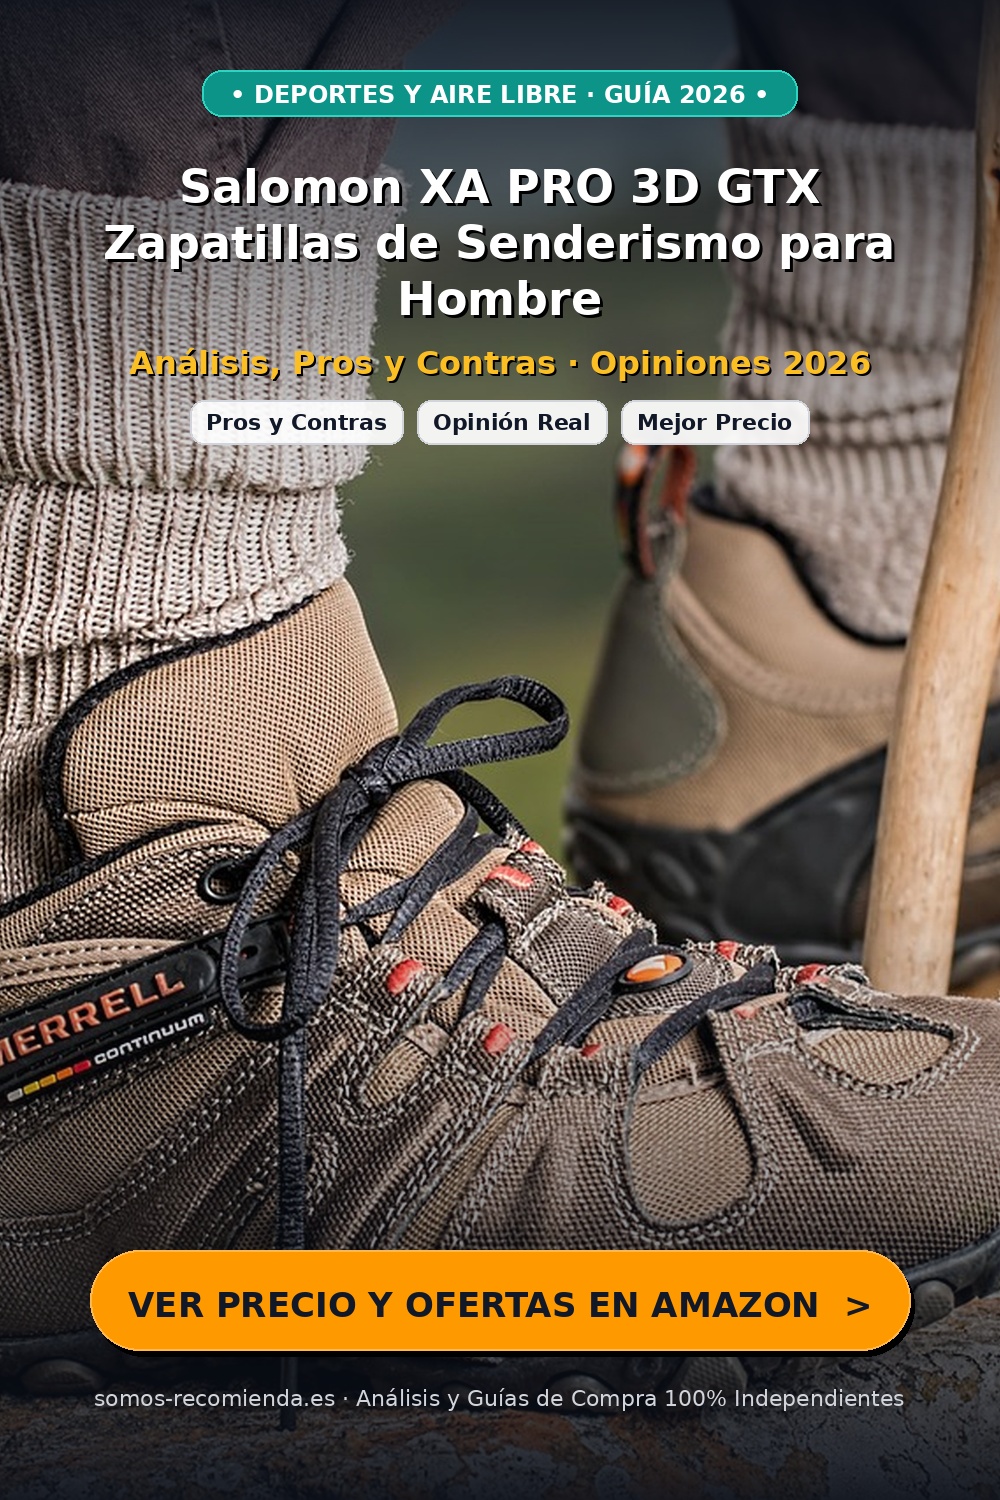 • DEPORTES Y AIRE LIBRE · GUÍA 2026 •
Salomon XA PRO 3D GTX
Zapatillas de Senderismo para
Hombre
Análisis, Pros y Contras · Opiniones 2026
Pros y Contras
Opinión Real
Mejor Precio
MERRELL
CONTINUUM
VER PRECIO Y OFERTAS EN AMAZON >
somos-recomienda.es · Análisis y Guías de Compra 100% Independientes